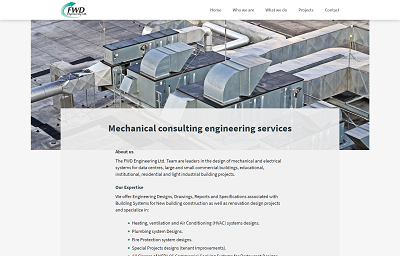 FWD
Engineering Ltd.
Home Who we are What we do Projects Contact
Mechanical consulting engineering services
About us
The FWD Engineering Ltd. Team are leaders in the design of mechanical and electrical
systems for data centres, large and small commercial buildings, educational,
institutional, residential and light industrial building projects.
Our Expertise
We offer Engineering Designs, Drawings, Reports and Specifications associated with
Building Systems for New building construction as well as renovation design projects
and specialize in:
Heating, ventilation and Air Conditioning (HVAC) systems designs.
Plumbing system Designs.
Fire Protection system designs.
Special Projects designs (tenant Improvements).